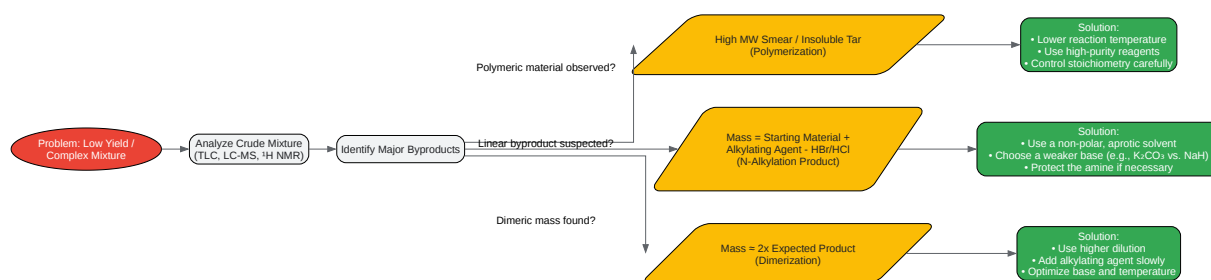 Problem: Low Yield /
Complex Mixture
Analyze Crude Mixture
(TLC, LC-MS, ¹H NMR)
Identify Major Byproducts
Polymeric material observed?
High MW Smear / Insoluble Tar
(Polymerization)
Solution:
• Lower reaction temperature
• Use high-purity reagents
• Control stoichiometry carefully
Linear byproduct suspected?
Mass = Starting Material +
Alkylating Agent - HBr/HCl
(N-Alkylation Product)
Solution:
• Use a non-polar, aprotic solvent
• Choose a weaker base (e.g., K₂CO₃ vs. NaH)
• Protect the amine if necessary
Dimeric mass found?
Mass ≈ 2x Expected Product
(Dimerization)
Solution:
• Use higher dilution
• Add alkylating agent slowly
• Optimize base and temperature